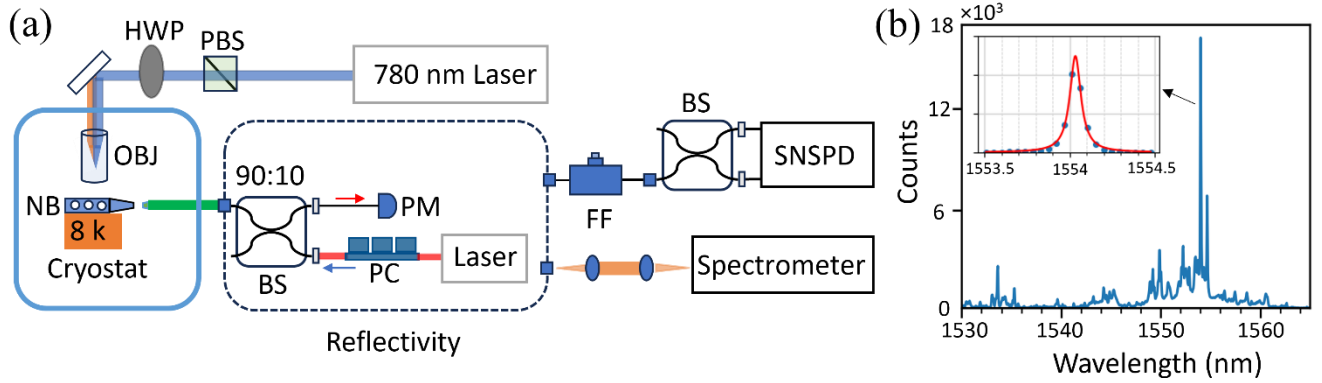 (a)
HWP
PBS
780 nm Laser
OBJ
NB
8 k
Cryostat
90:10
PM
BS
PC
Laser
Reflectivity
FF
BS
SNSPD
Spectrometer
(b)
18 ×10³
12
6
0
Counts
1553.5 1554 1554.5
1530 1540 1550 1560
Wavelength (nm)